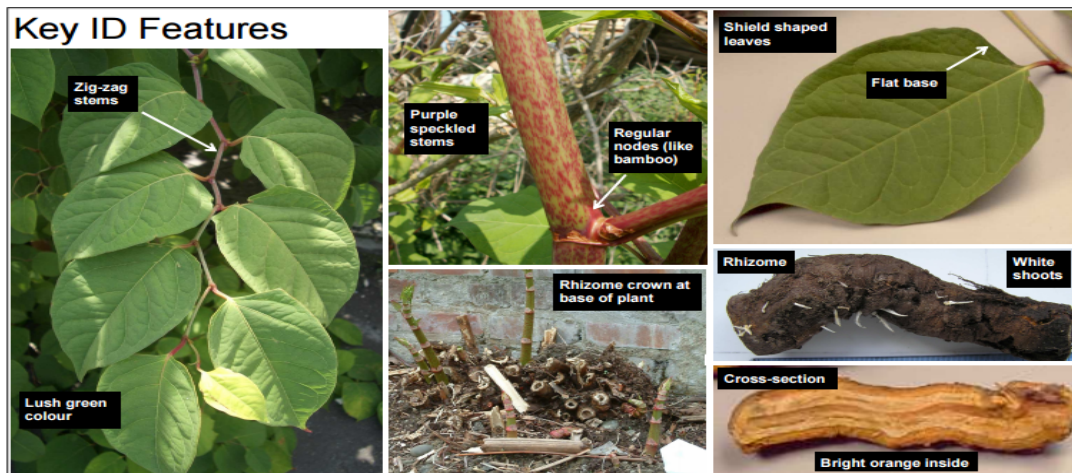 Key ID Features
Zig-zag
stems
Lush green
colour
Purple
speckled
stems
Regular
nodes (like
bamboo)
Rhizome crown at
base of plant
Shield shaped
leaves
Flat base
Rhizome
White
shoots
Cross-section
Bright orange inside